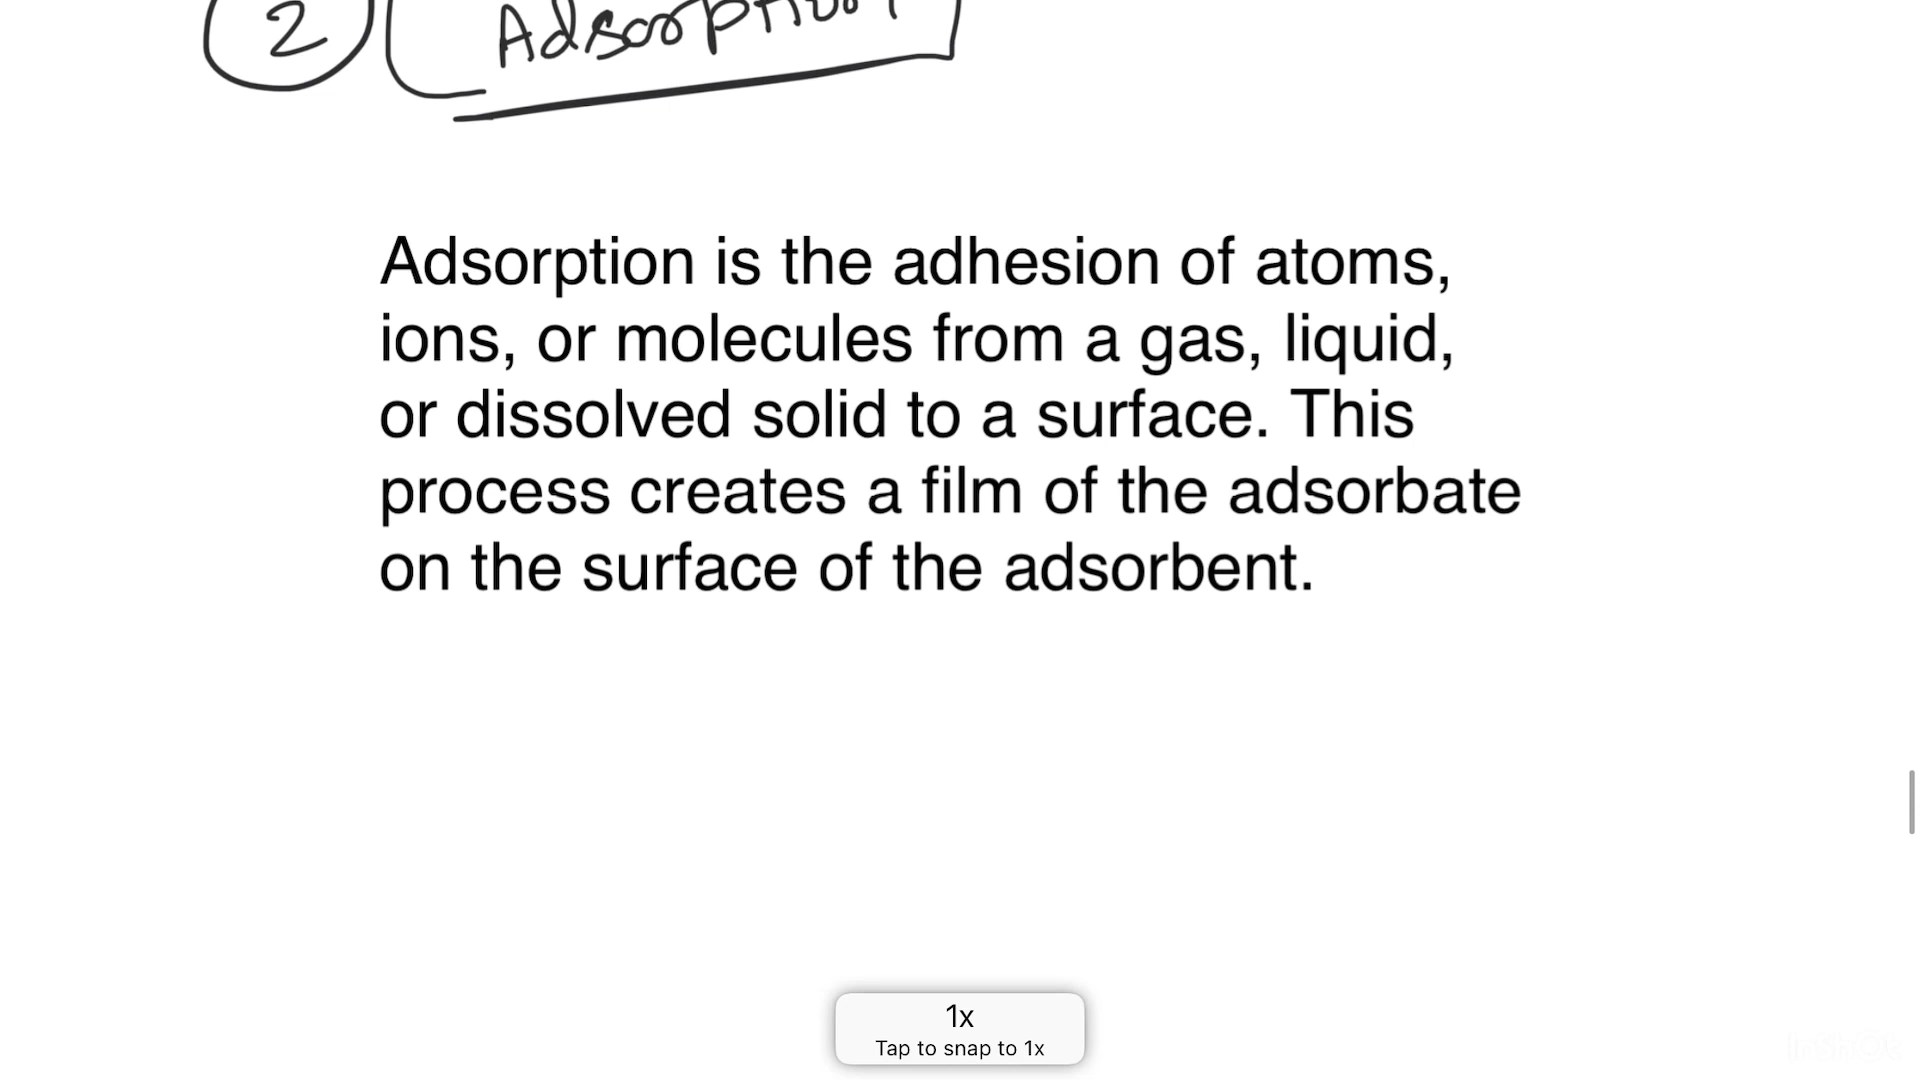 2 Adsorption
Adsorption is the adhesion of atoms,
ions, or molecules from a gas, liquid,
or dissolved solid to a surface. This
process creates a film of the adsorbate
on the surface of the adsorbent.
1x
Tap to snap to 1x